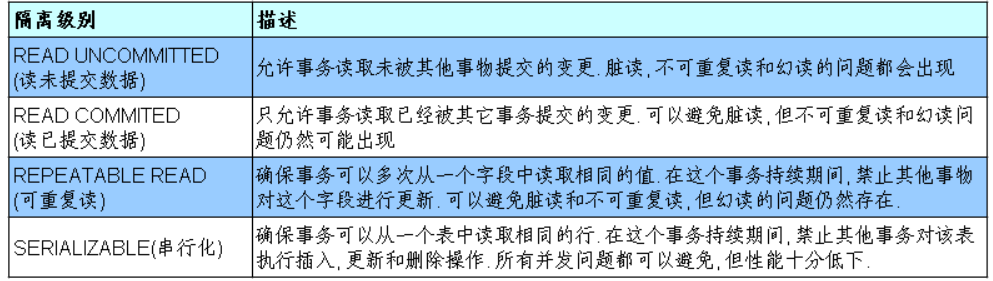 隔离级别 描述
READ UNCOMMITTED
(读未提交数据)
允许事务读取未被其他事物提交的变更.脏读,不可重复读和幻读的问题都会出现
READ COMMITED
(读已提交数据)
只允许事务读取已经被其它事务提交的变更.可以避免脏读,但不可重复读和幻读问
题仍然可能出现
REPEATABLE READ
(可重复读)
确保事务可以多次从一个字段中读取相同的值.在这个事务持续期间,禁止其他事物
对这个字段进行更新.可以避免脏读和不可重复读,但幻读的问题仍然存在.
SERIALIZABLE(串行化)
确保事务可以从一个表中读取相同的行.在这个事务持续期间,禁止其他事务对该表
执行插入,更新和删除操作.所有并发问题都可以避免,但性能十分低下.